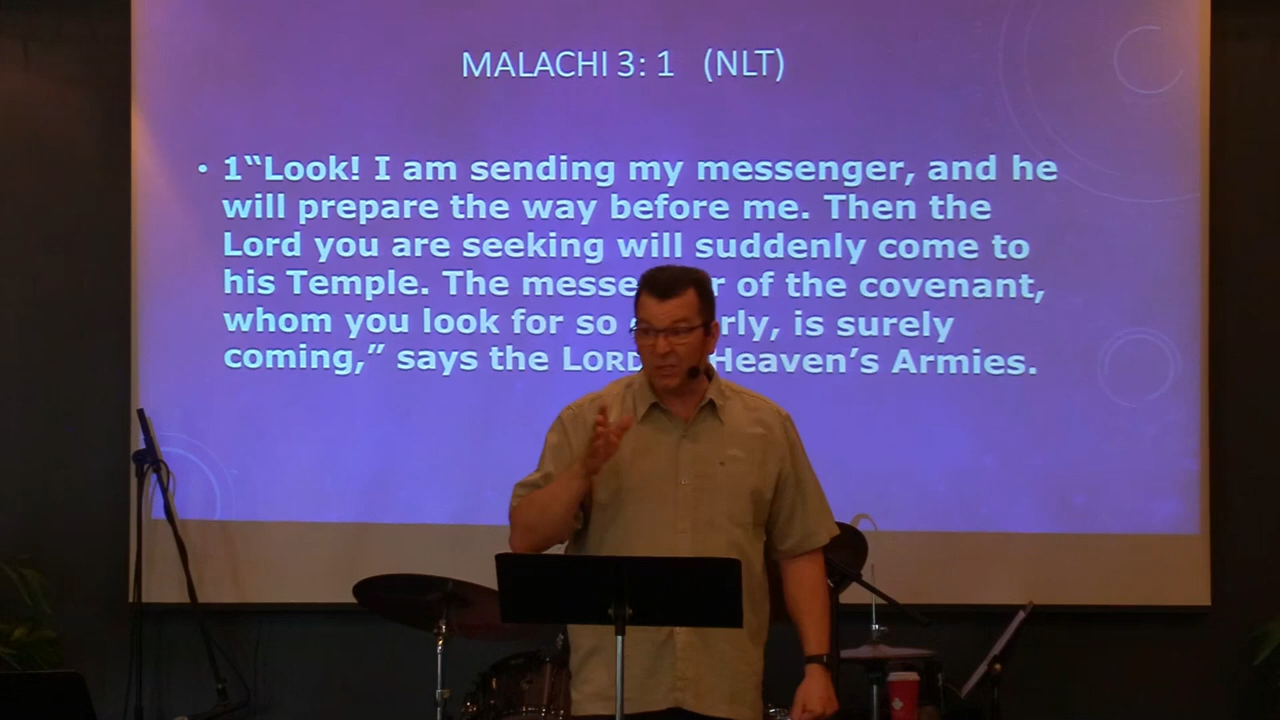 MALACHI 3: 1 (NLT)
• 1“Look! I am sending my messenger, and he
will prepare the way before me. Then the
Lord you are seeking will suddenly come to
his Temple. The messe r of the covenant,
whom you look for so rly, is surely
coming,” says the LORD Heaven’s Armies.